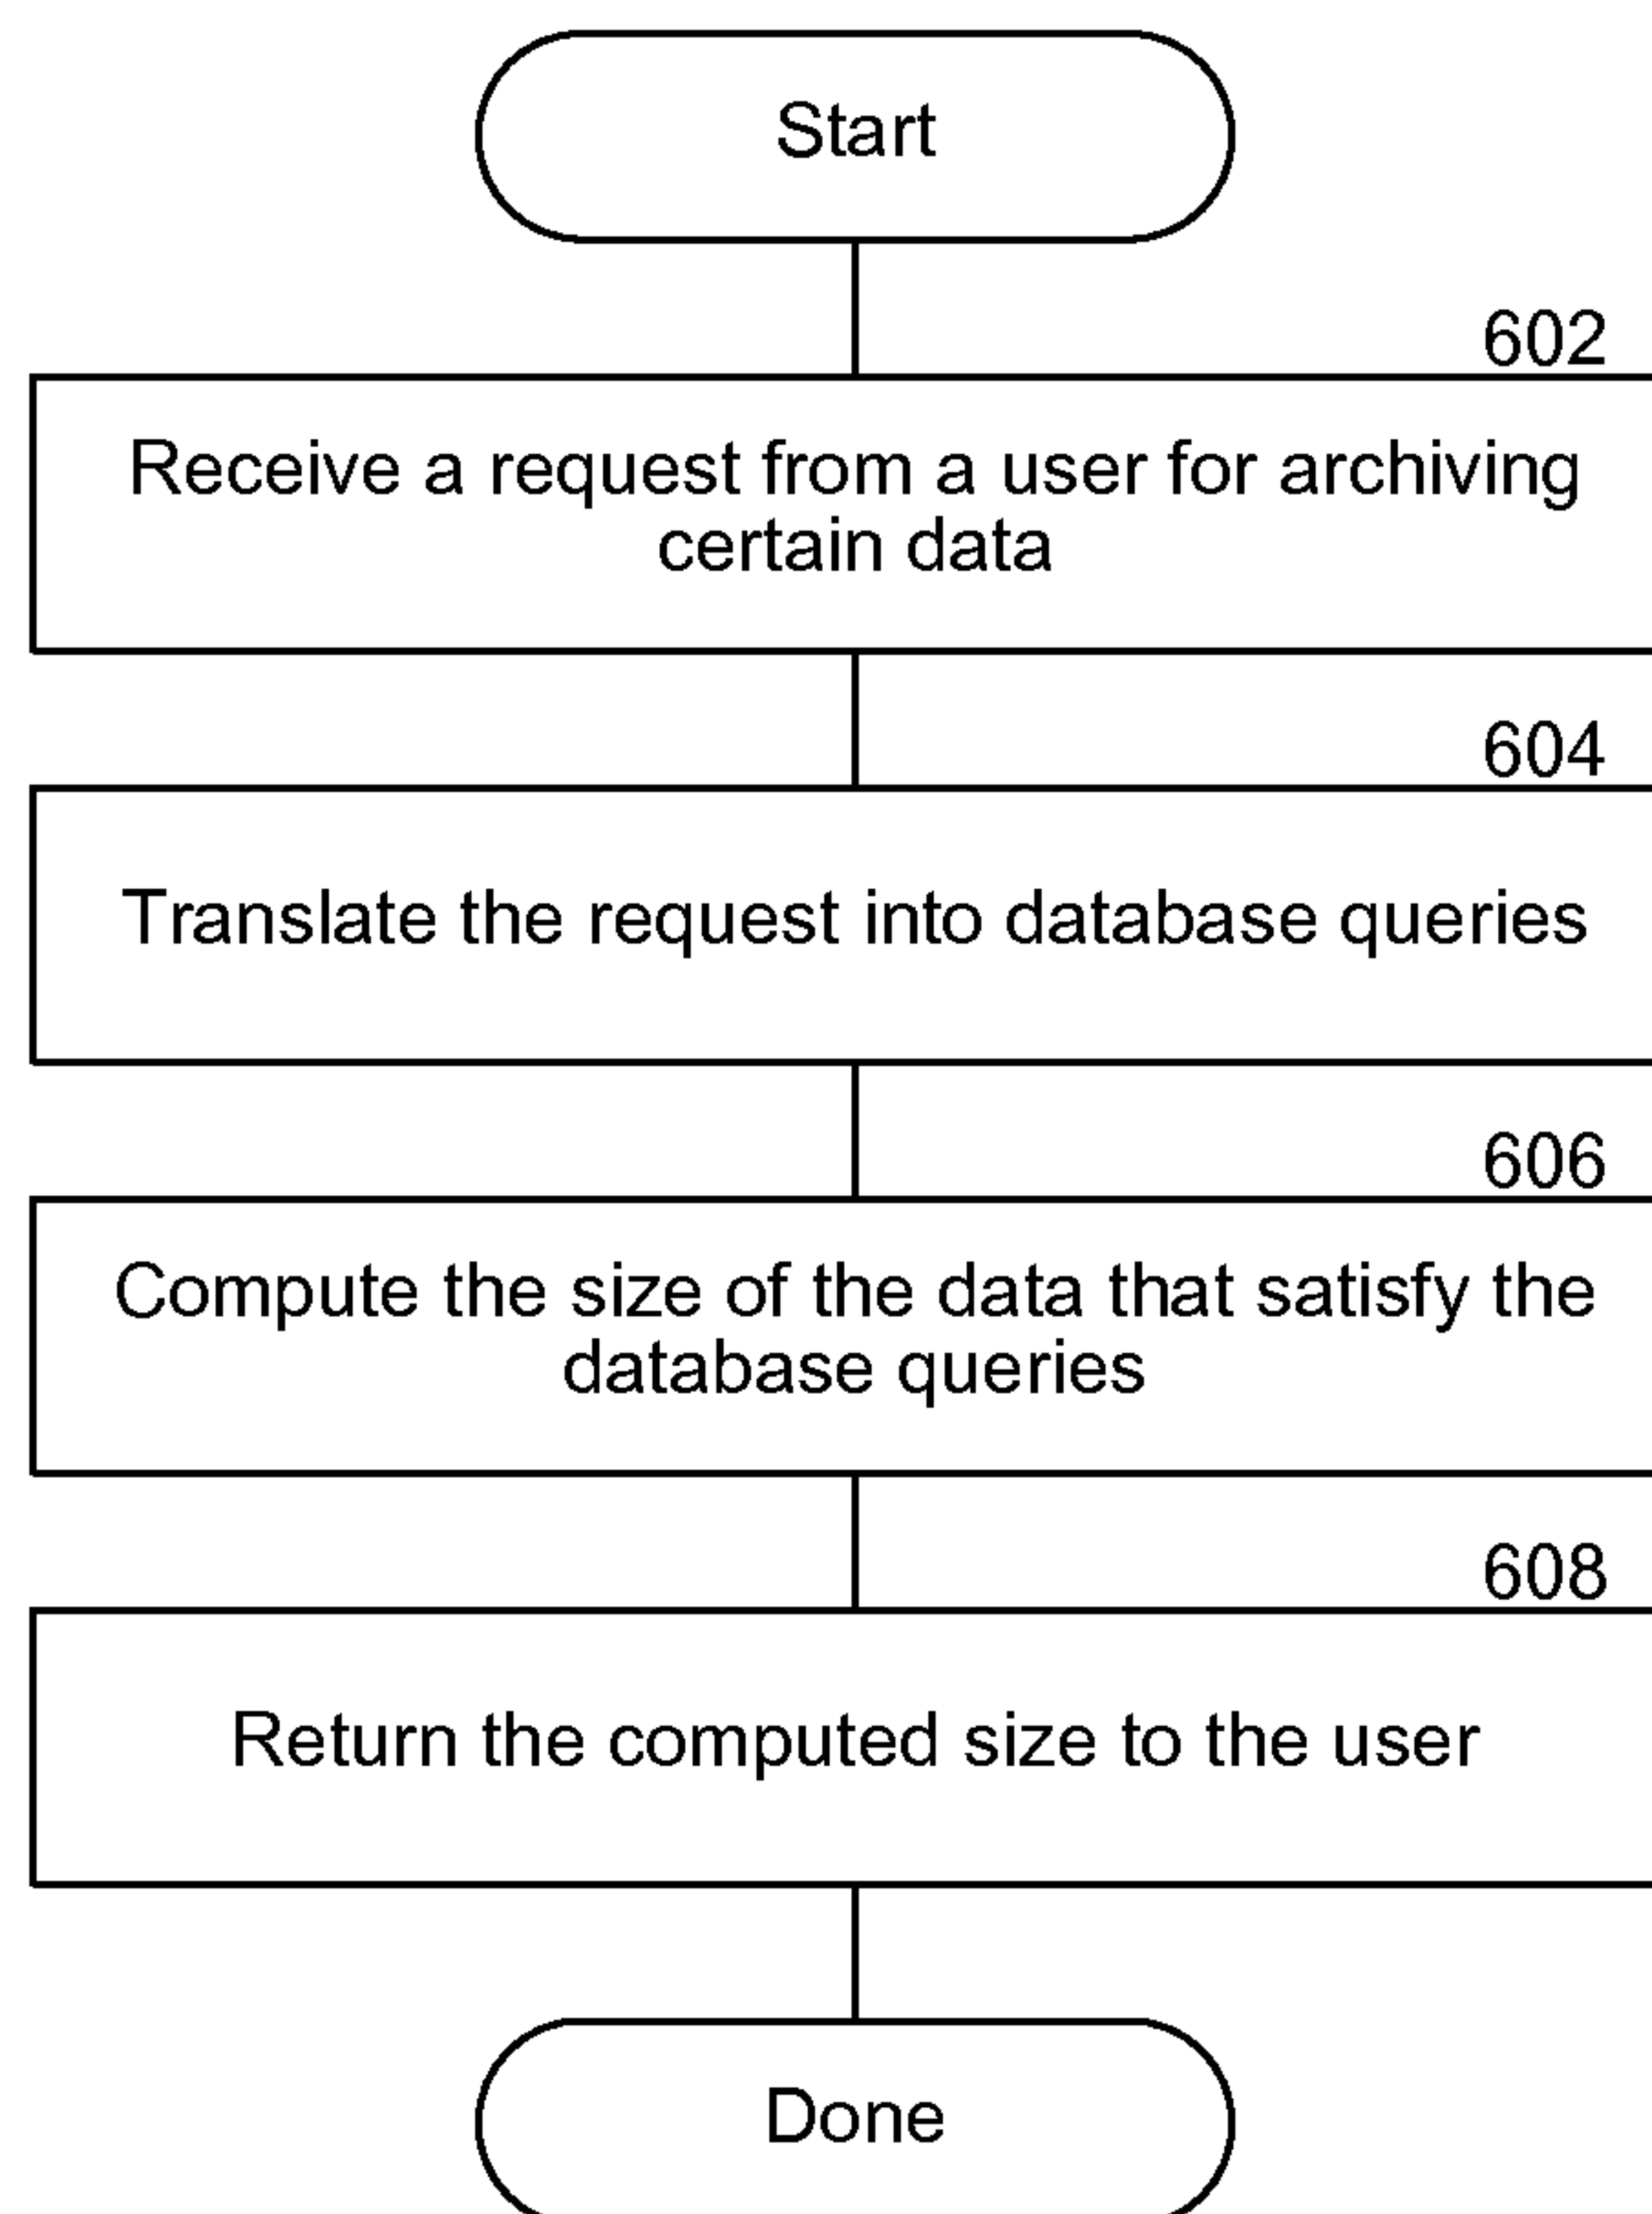 Start
602
Receive a request from a user for archiving
certain data
604
Translate the request into database queries
606
Compute the size of the data that satisfy the
database queries
608
Return the computed size to the user
Done